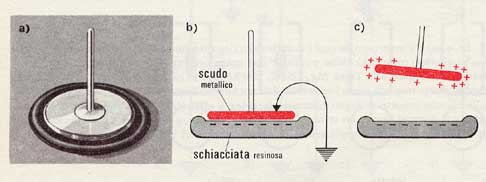 a)
b)
c)
scudo
metallico
schiacciata resinosa